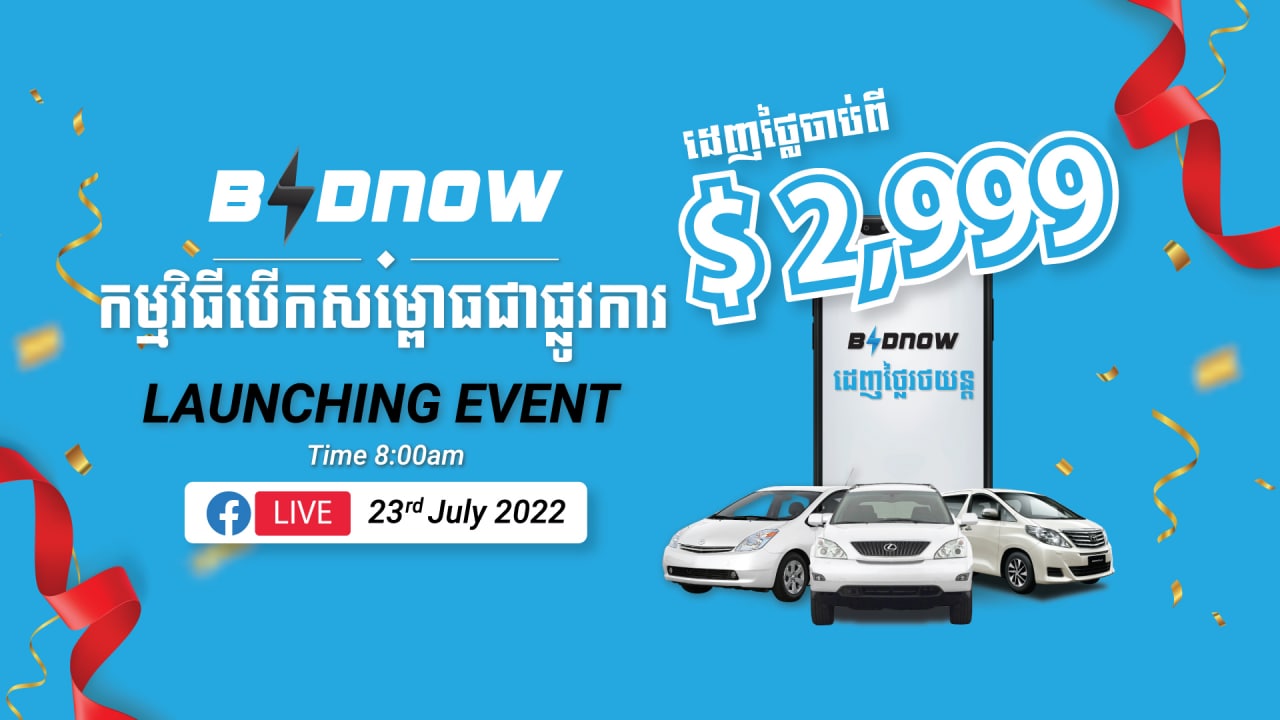 BIDNOW
កម្មវិធីបើកសម្ពោធជាផ្លូវការ
LAUNCHING EVENT
Time 8:00am
LIVE 23rd July 2022
ដេញថ្លៃចាប់ពី
$ 2,999
BIDNOW
ដេញថ្លៃរថយន្ត